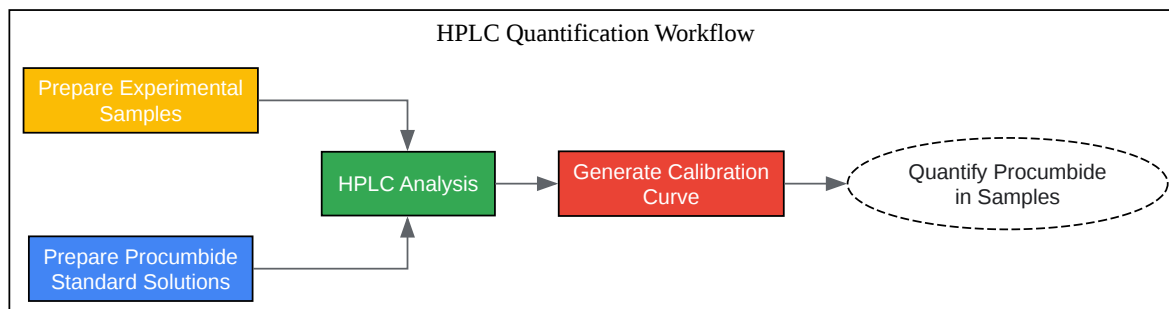 HPLC Quantification Workflow
Prepare Experimental
Samples
HPLC Analysis
Generate Calibration
Curve
Quantify Procumbide
in Samples
Prepare Procumbide
Standard Solutions